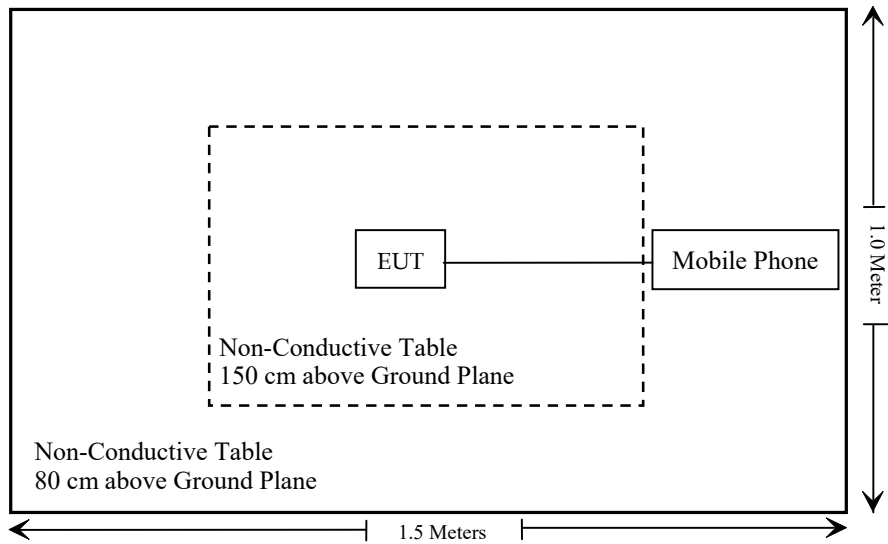 EUT
Mobile Phone
Non-Conductive Table
150 cm above Ground Plane
Non-Conductive Table
80 cm above Ground Plane
1.5 Meters
1.0 Meter